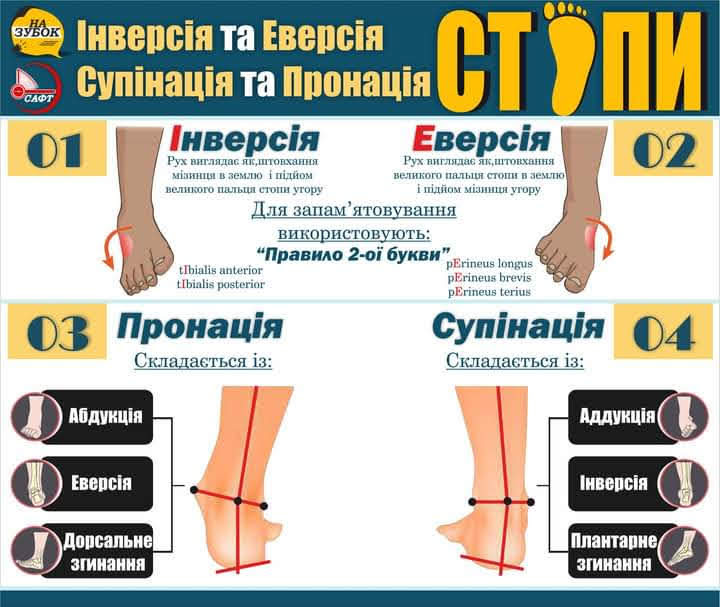 НА
ЗУБОК
САФТ
Інверсія та Еверсія
Супінація та Пронація
СТОПИ
01
Інверсія
Рух виглядає як,штовхання
мізинця в землю і підйом
великого пальця стопи угору
Еверсія
02
Рух виглядає як,штовхання
великого пальця стопи в землю
і підйом мізинця угору
Для запам’ятовування
використовують:
“Правило 2-ої букви”
tIbialis anterior
tIbialis posterior
pErineus longus
pErineus brevis
pErineus terius
03
Пронація
Складається із:
Абдукція
Еверсія
Дорсальне
згинання
Супінація
04
Складається із:
Аддукція
Інверсія
Плантарне
згинання